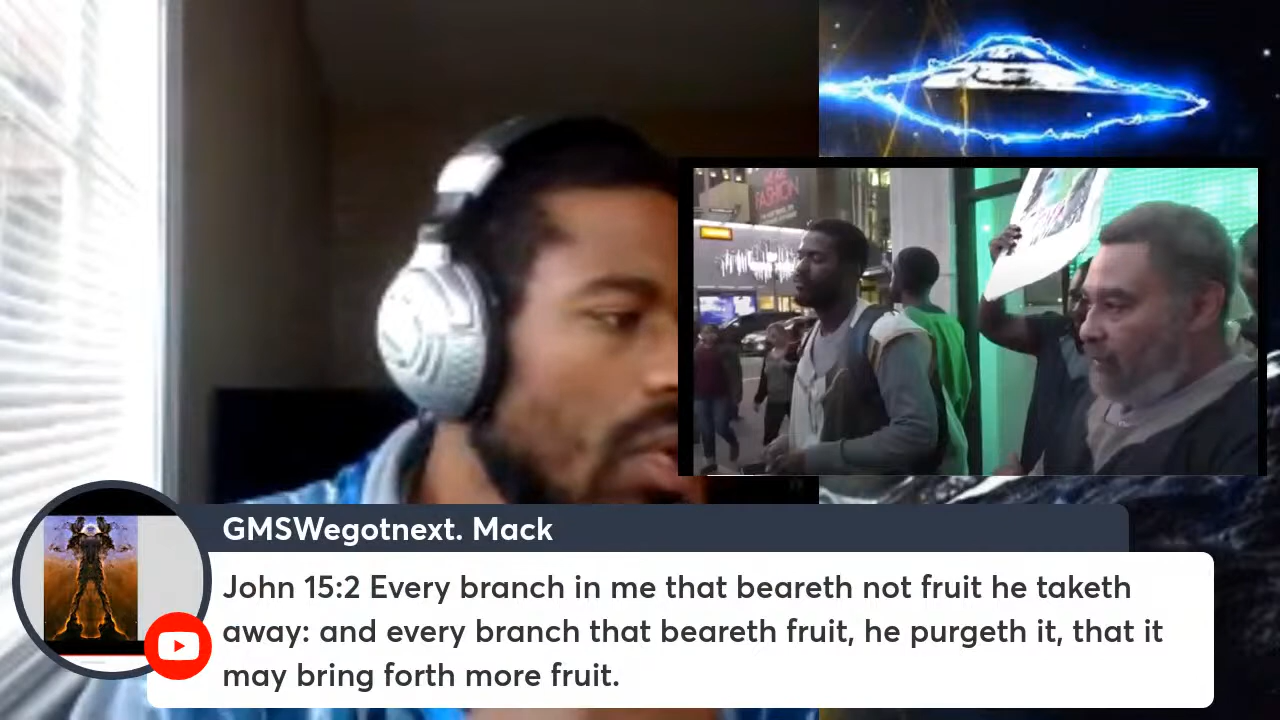 FASHION
GMSWegotnext. Mack
John 15:2 Every branch in me that beareth not fruit he taketh
away: and every branch that beareth fruit, he purgeth it, that it
may bring forth more fruit.